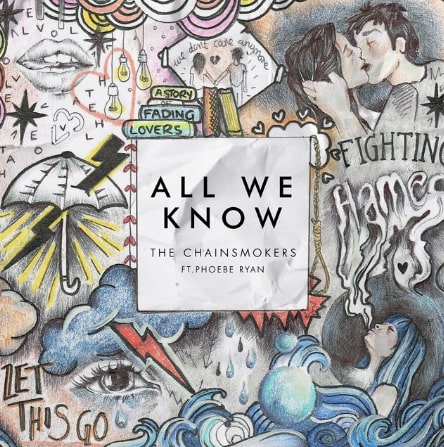 we don't care anymore
A STORY
OF
FADING
LOVERS
FIGHTING
flames
ALL WE
KNOW
THE CHAINSMOKERS
FT. PHOEBE RYAN
LET
THIS GO